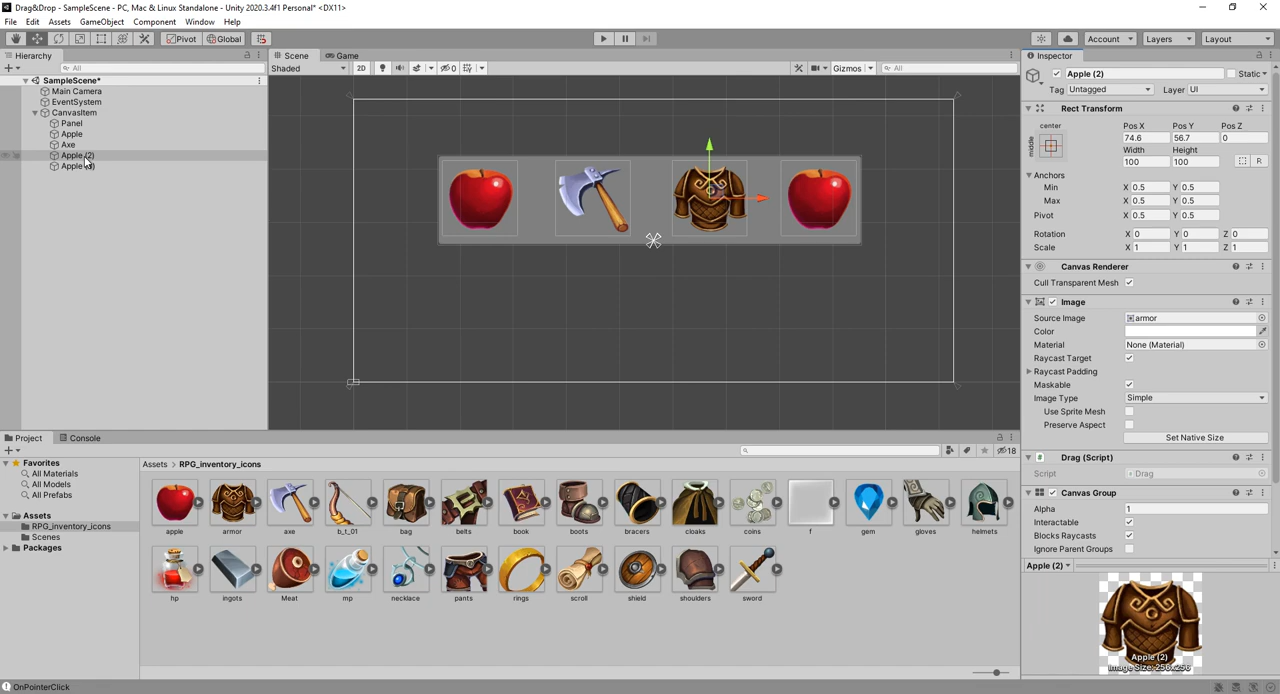 Drag&Drop - SampleScene - PC, Mac & Linux Standalone - Unity 2020.3.4f1 Personal* <DX11>
File Edit Assets GameObject Component Window Help
Pivot Global Account Layers Layout
Hierarchy
All
SampleScene*
Main Camera
EventSystem
CanvasItem
Panel
Apple
Axe
Apple (2)
Scene Game
Shaded 2D 0 Gizmos All
Inspector
Apple (2) Static
Tag Untagged Layer UI
Rect Transform
center
middle
Pos X Pos Y Pos Z
74.6 56.7 0
Width Height
100 100 R
Anchors
Min X 0.5 Y 0.5
Max X 0.5 Y 0.5
Pivot X 0.5 Y 0.5
Rotation X 0 Y 0 Z 0
Scale X 1 Y 1 Z 1
Canvas Renderer
Cull Transparent Mesh
Image
Source Image armor
Color
Material None (Material)
Raycast Target
Raycast Padding
Maskable
Image Type Simple
Use Sprite Mesh
Preserve Aspect
Set Native Size
Drag (Script)
Script Drag
Canvas Group
Alpha 1
Interactable
Blocks Raycasts
Ignore Parent Groups
Apple (2)
Apple (2)
Image Size: 256x256
Project Console
18
Favorites
All Materials
All Models
All Prefabs
Assets
RPG_inventory_icons
Scenes
Packages
Assets > RPG_inventory_icons
apple armor axe b_t_01 bag belts book boots bracers cloaks coins f gem gloves helmets
hp ingots Meat mp necklace pants rings scroll shield shoulders sword
OnPointerClick